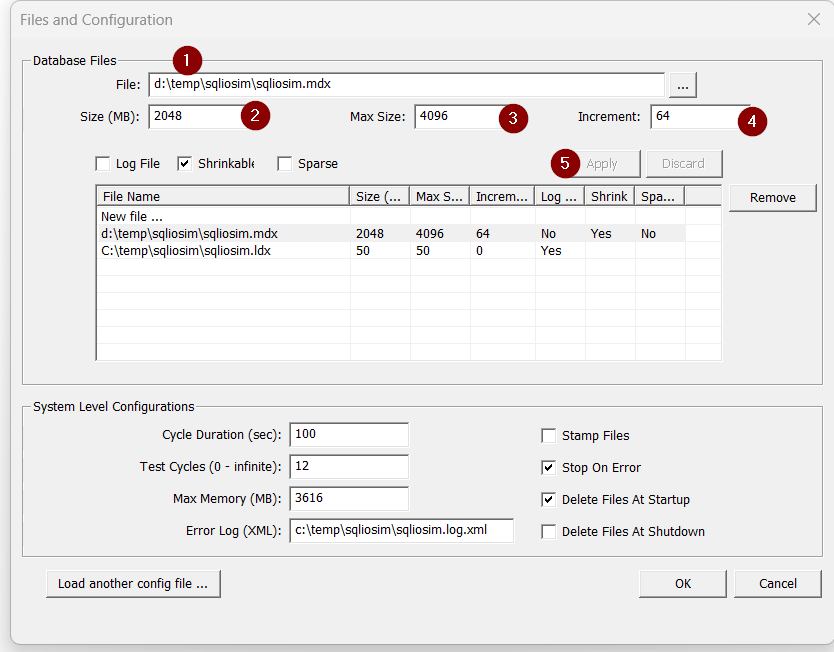 Files and Configuration
Database Files
1
File: d:\temp\sqliosim\sqliosim.mdx ...
Size (MB): 2048 2 Max Size: 4096 3 Increment: 64 4
Log File Shrinkable Sparse 5 Apply Discard
File Name Size (... Max S... Increm... Log ... Shrink Spa... Remove
New file ...
d:\temp\sqliosim\sqliosim.mdx 2048 4096 64 No Yes No
C:\temp\sqliosim\sqliosim.ldx 50 50 0 Yes
System Level Configurations
Cycle Duration (sec): 100 Stamp Files
Test Cycles (0 - infinite): 12 Stop On Error
Max Memory (MB): 3616 Delete Files At Startup
Error Log (XML): c:\temp\sqliosim\sqliosim.log.xml Delete Files At Shutdown
Load another config file ... OK Cancel